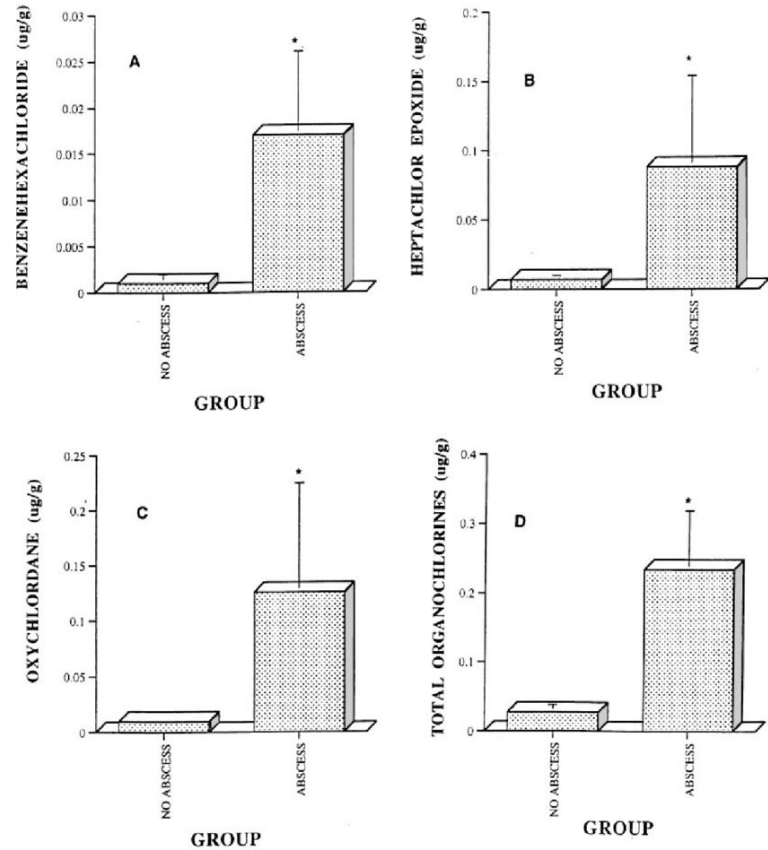 BENZENEHEXACHLORIDE (ug/g)
0.03
0.025
0.02
0.015
0.01
0.005
0
A
*
NO ABSCESS
ABSCESS
GROUP
HEPTACHLOR EPOXIDE (ug/g)
0.2
0.15
0.1
0.05
0
B
*
NO ABSCESS
ABSCESS
GROUP
OXYCHLORDANE (ug/g)
0.25
0.2
0.15
0.1
0.05
0
C
*
NO ABSCESS
ABSCESS
GROUP
TOTAL ORGANOCHLORINES (ug/g)
0.4
0.3
0.2
0.1
0
D
*
NO ABSCESS
ABSCESS
GROUP